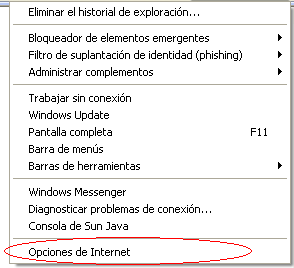 Eliminar el historial de exploración...
Bloqueador de elementos emergentes
Filtro de suplantación de identidad (phishing)
Administrar complementos
Trabajar sin conexión
Windows Update
Pantalla completa F11
Barra de menús
Barras de herramientas
Windows Messenger
Diagnosticar problemas de conexión...
Consola de Sun Java
Opciones de Internet